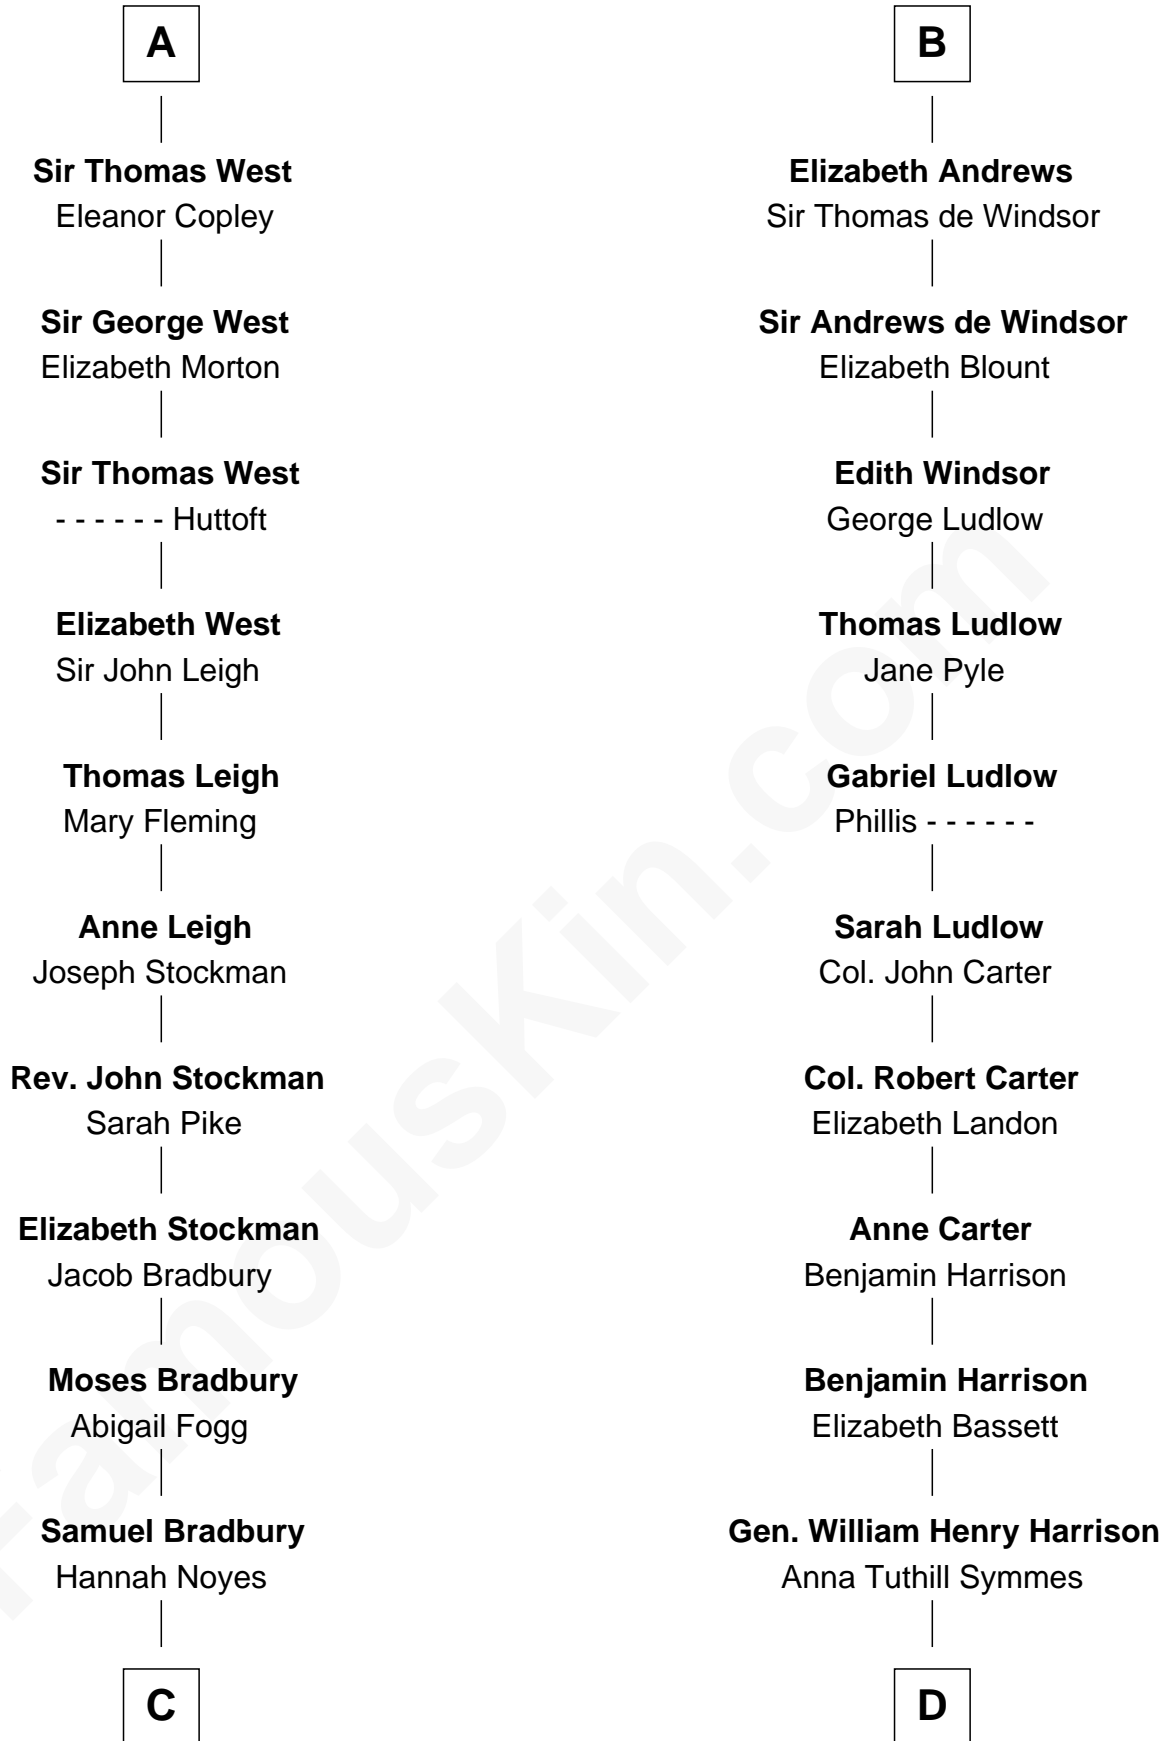 A
Sir Thomas West
Eleanor Copley
Sir George West
Elizabeth Morton
Sir Thomas West
- - - - - - Huttoft
Elizabeth West
Sir John Leigh
Thomas Leigh
Mary Fleming
Anne Leigh
Joseph Stockman
Rev. John Stockman
Sarah Pike
Elizabeth Stockman
Jacob Bradbury
Moses Bradbury
Abigail Fogg
Samuel Bradbury
Hannah Noyes
C
B
Elizabeth Andrews
Sir Thomas de Windsor
Sir Andrews de Windsor
Elizabeth Blount
Edith Windsor
George Ludlow
Thomas Ludlow
Jane Pyle
Gabriel Ludlow
Phillis - - - - - -
Sarah Ludlow
Col. John Carter
Col. Robert Carter
Elizabeth Landon
Anne Carter
Benjamin Harrison
Benjamin Harrison
Elizabeth Bassett
Gen. William Henry Harrison
Anna Tuthill Symmes
D
FamousKin.com